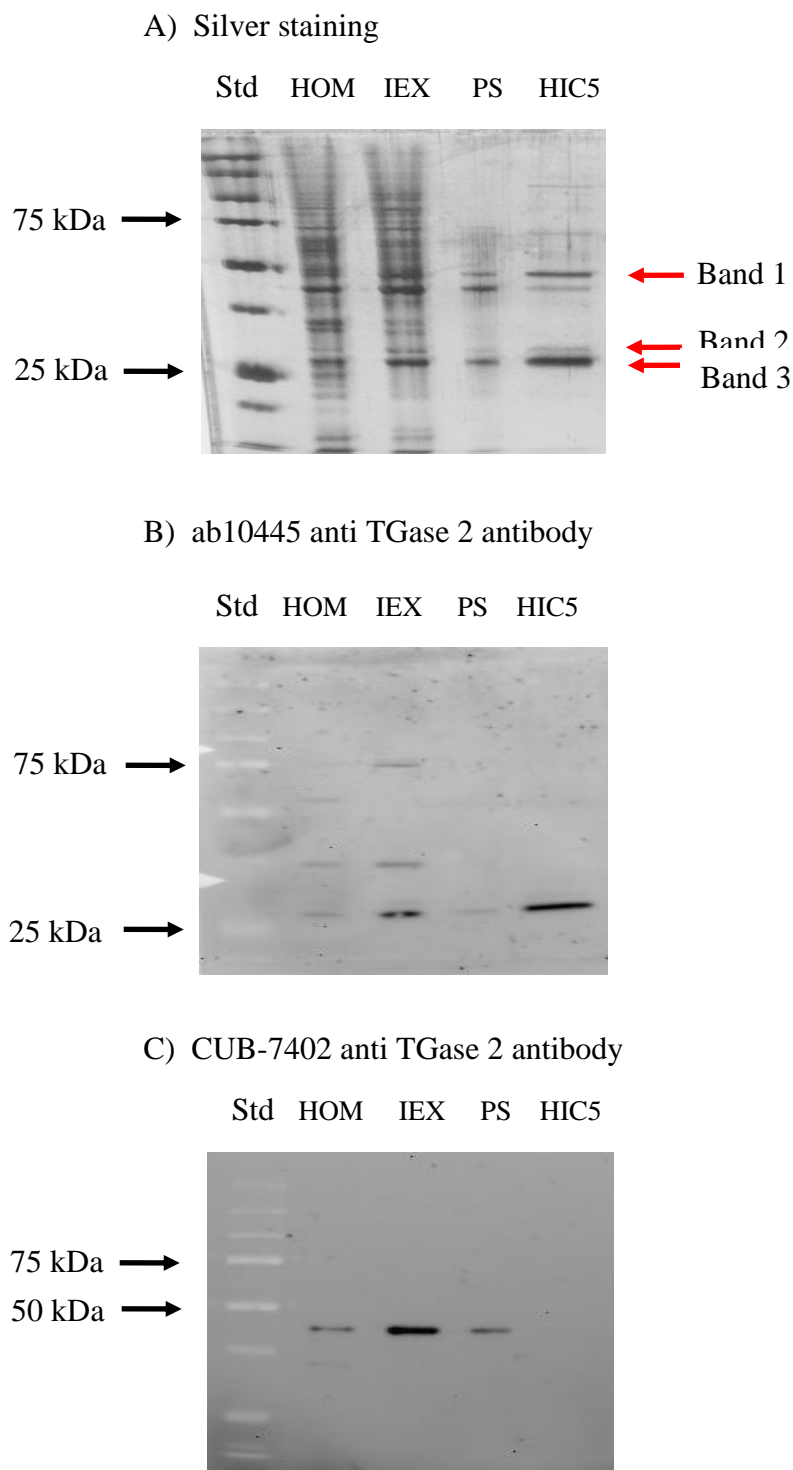 A) Silver staining
Std HOM IEX PS HIC5
75 kDa
Band 1
Band 2
25 kDa
Band 3
B) ab10445 anti TGase 2 antibody
Std HOM IEX PS HIC5
75 kDa
25 kDa
C) CUB-7402 anti TGase 2 antibody
Std HOM IEX PS HIC5
75 kDa
50 kDa